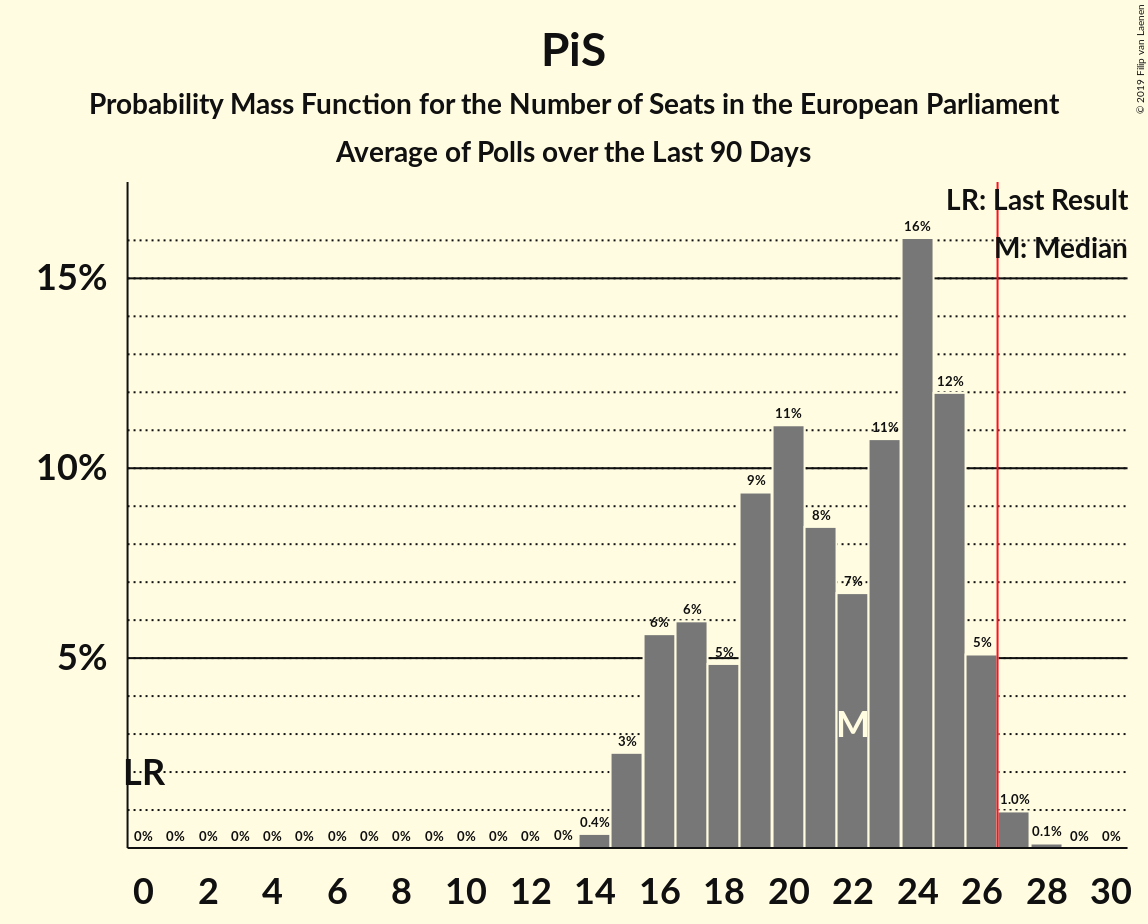 PiS
Probability Mass Function for the Number of Seats in the European Parliament
Average of Polls over the Last 90 Days
© 2019 Filip van Laenen
LR: Last Result
M: Median
15%
10%
5%
0% 0% 0% 0% 0% 0% 0% 0% 0% 0% 0% 0% 0% 0% 0.4% 3% 6% 6% 5% 9% 11% 8% 7% 11% 16% 12% 5% 1.0% 0.1% 0% 0%
M
LR
0 2 4 6 8 10 12 14 16 18 20 22 24 26 28 30